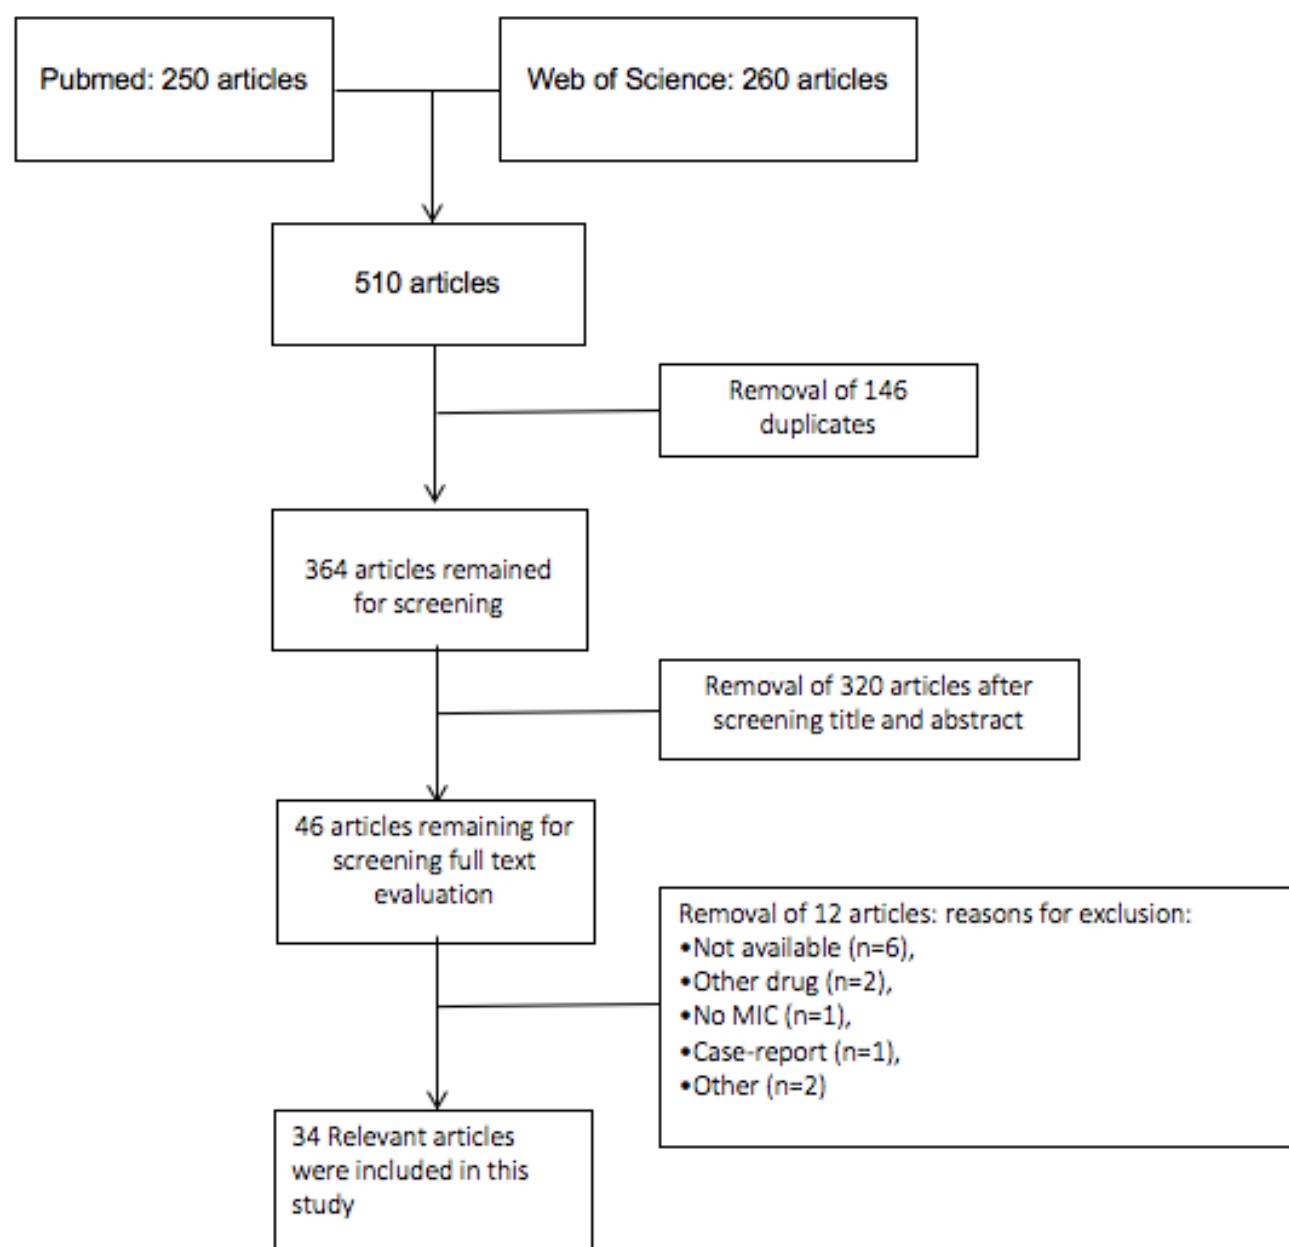 Pubmed: 250 articles
Web of Science: 260 articles
510 articles
Removal of 146
duplicates
364 articles remained
for screening
Removal of 320 articles after
screening title and abstract
46 articles remaining for
screening full text
evaluation
Removal of 12 articles: reasons for exclusion:
•Not available (n=6),
•Other drug (n=2),
•No MIC (n=1),
•Case-report (n=1),
•Other (n=2)
34 Relevant articles
were included in this
study